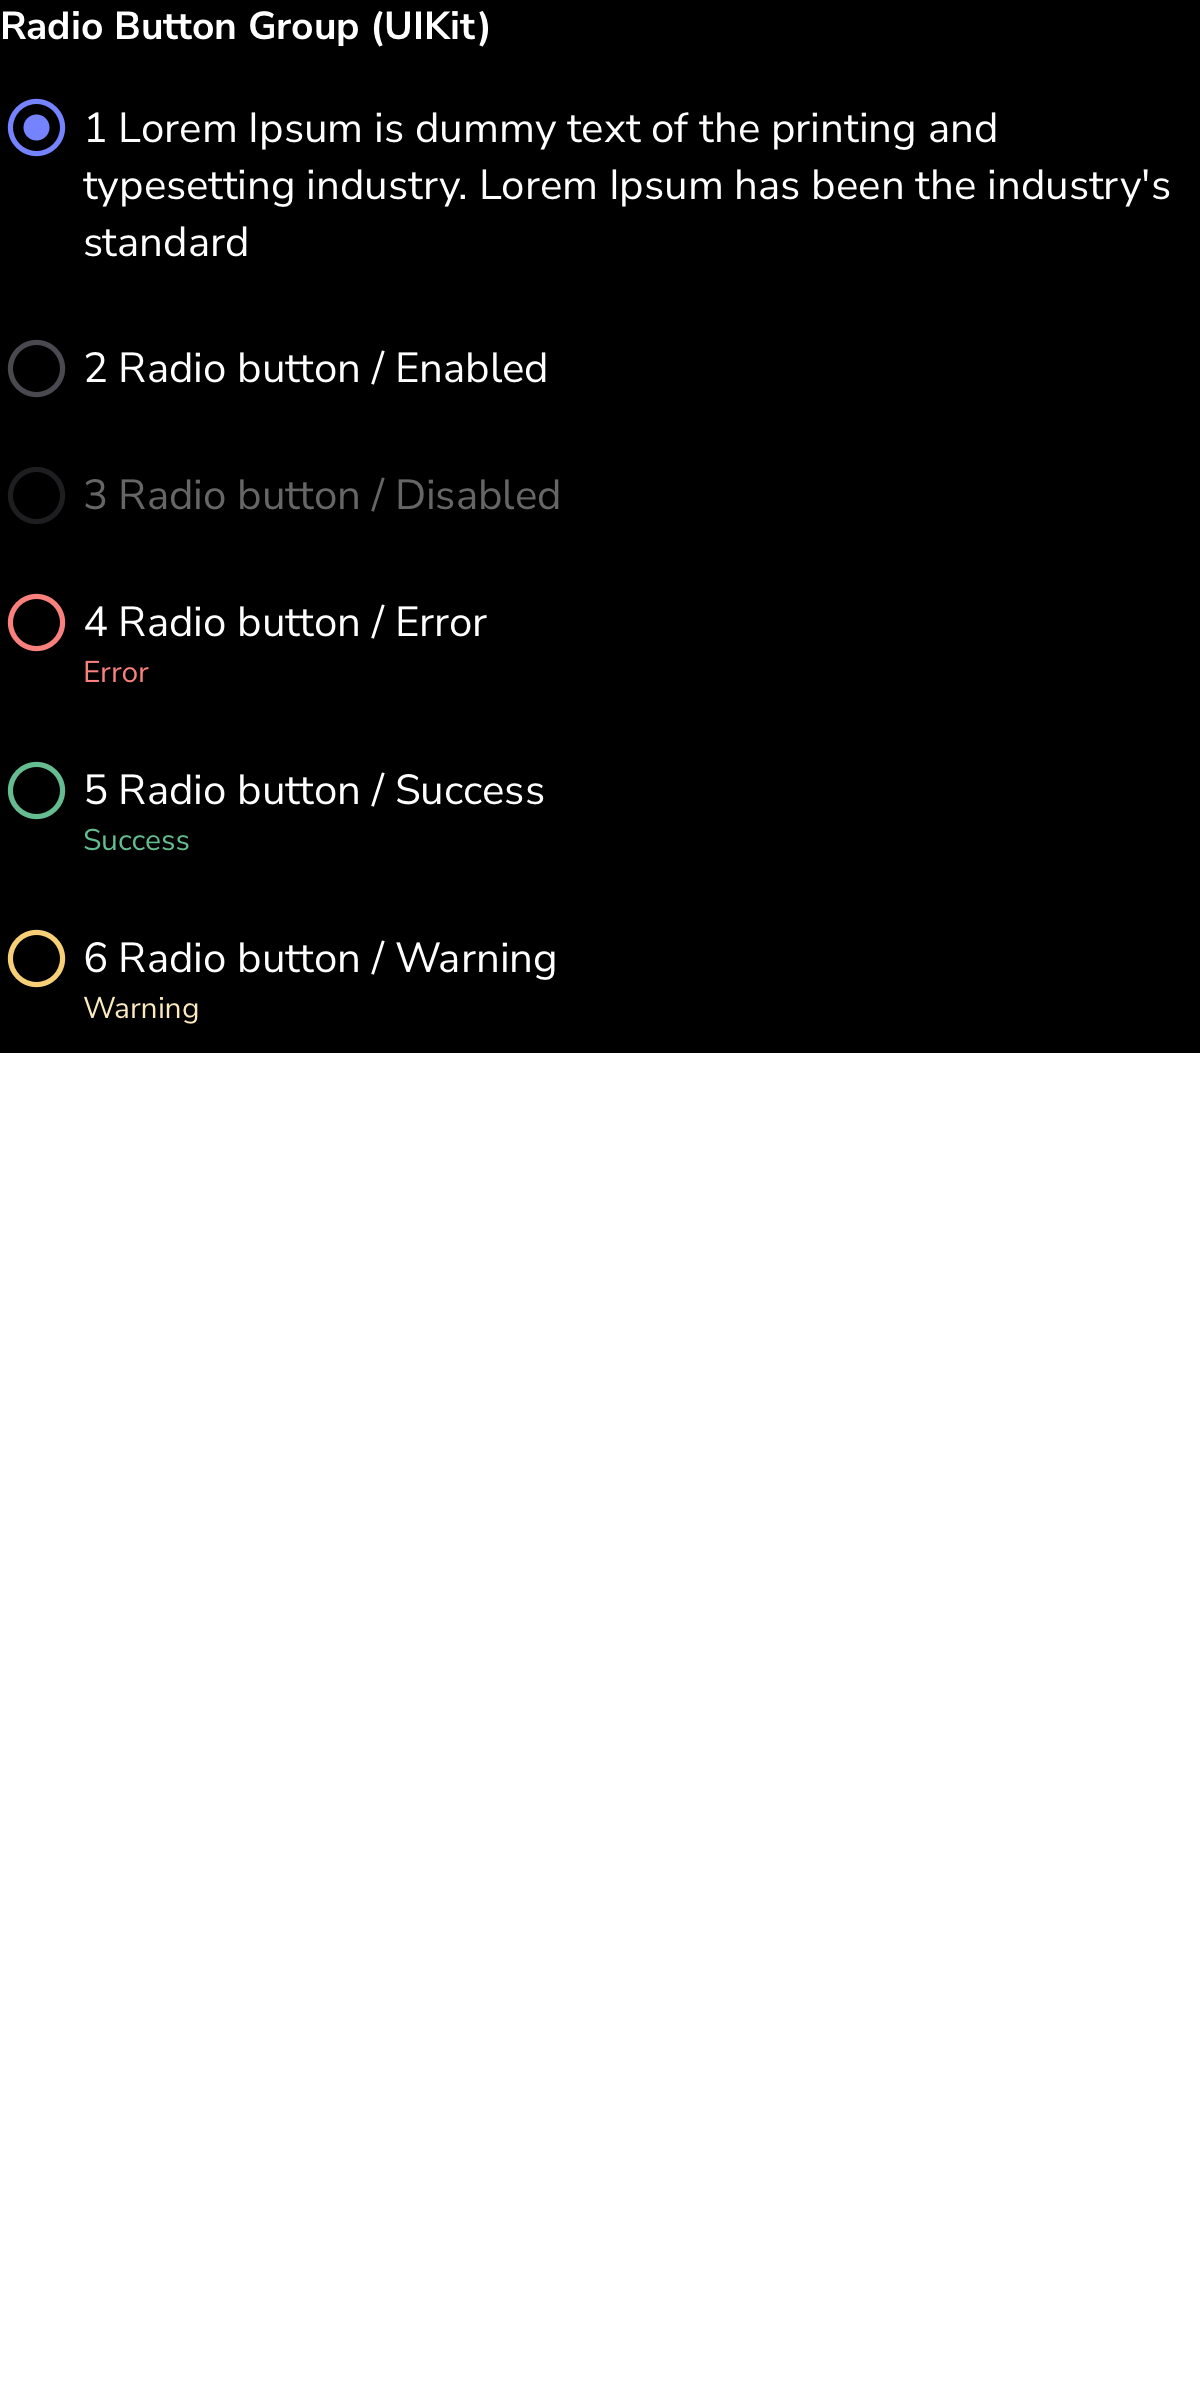 Radio Button Group (UIKit)
1 Lorem Ipsum is dummy text of the printing and
typesetting industry. Lorem Ipsum has been the industry's
standard
2 Radio button / Enabled
3 Radio button / Disabled
4 Radio button / Error
Error
5 Radio button / Success
Success
6 Radio button / Warning
Warning